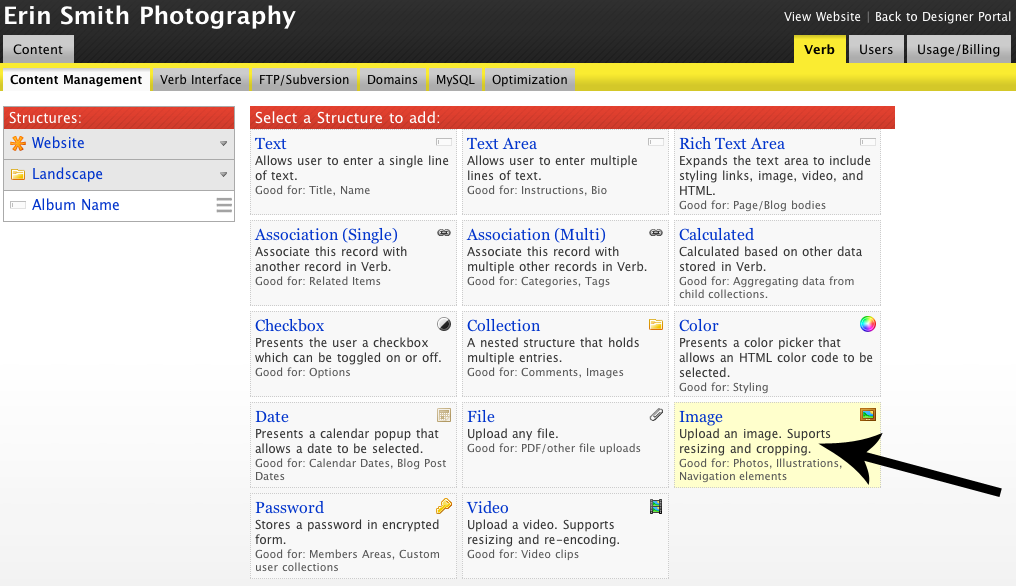 Erin Smith Photography
View Website | Back to Designer Portal
Content
Verb
Users
Usage/Billing
Content Management
Verb Interface
FTP/Subversion
Domains
MySQL
Optimization
Structures:
Website
Landscape
Album Name
Select a Structure to add:
Text
Allows user to enter a single line
of text.
Good for: Title, Name
Text Area
Allows user to enter multiple
lines of text.
Good for: Instructions, Bio
Rich Text Area
Expands the text area to include
styling links, image, video, and
HTML.
Good for: Page/Blog bodies
Association (Single)
Associate this record with
another record in Verb.
Good for: Related Items
Association (Multi)
Associate this record with
multiple other records in Verb.
Good for: Categories, Tags
Calculated
Calculated based on other data
stored in Verb.
Good for: Aggregating data from
child collections.
Checkbox
Presents the user a checkbox
which can be toggled on or off.
Good for: Options
Collection
A nested structure that holds
multiple entries.
Good for: Comments, Images
Color
Presents a color picker that
allows an HTML color code to be
selected.
Good for: Styling
Date
Presents a calendar popup that
allows a date to be selected.
Good for: Calendar Dates, Blog Post
Dates
File
Upload any file.
Good for: PDF/other file uploads
Image
Upload an image. Suports
resizing and cropping.
Good for: Photos, Illustrations,
Navigation elements
Password
Stores a password in encrypted
form.
Good for: Members Areas, Custom
user collections
Video
Upload a video. Supports
resizing and re-encoding.
Good for: Video clips